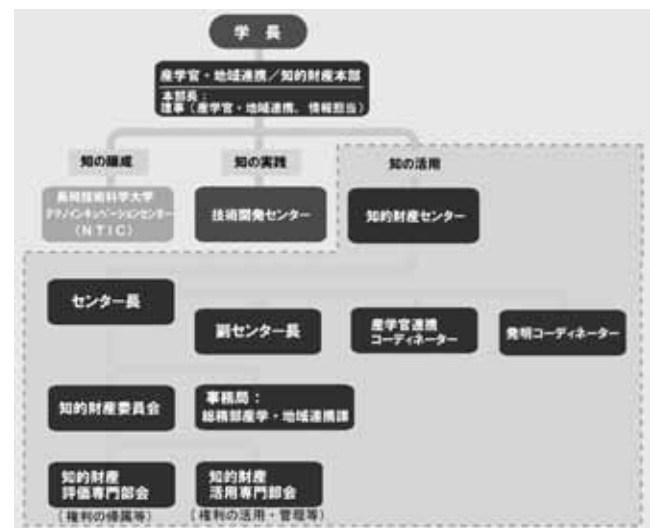 学 長
産学官・地域連携/知的財産本部
本部長:
理事(産学官・地域連携、情報担当)
知の醸成
知の実践
知の活用
長岡技術科学大学
テクノインキュベーションセンター
(NTIC)
技術開発センター
知的財産センター
センター長
副センター長
産学官連携
コーディネーター
発明コーディネーター
知的財産委員会
事務局:
総務部産学・地域連携課
知的財産
評価専門部会
(権利の帰属等)
知的財産
活用専門部会
(権利の活用・管理等)